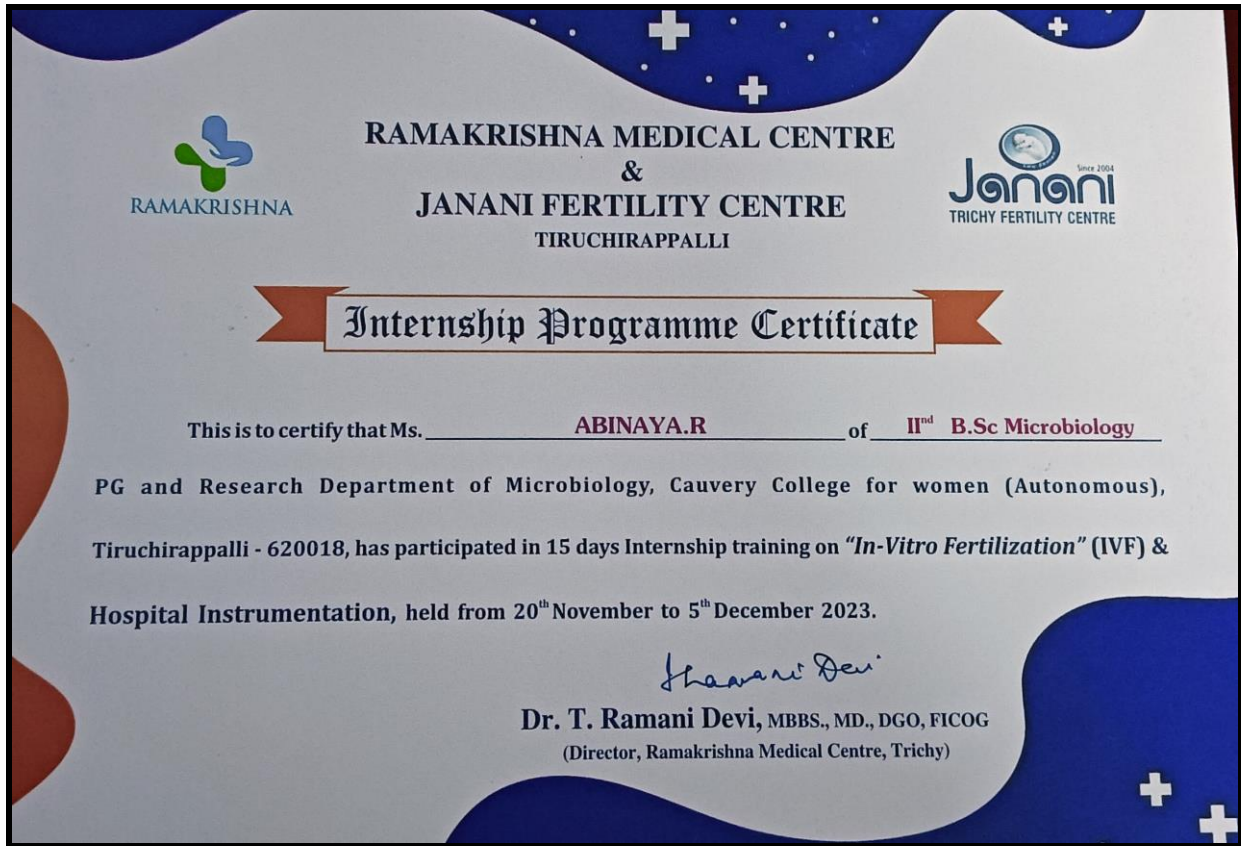 RAMAKRISHNA MEDICAL CENTRE
&
JANANI FERTILITY CENTRE
TIRUCHIRAPPALLI
RAMAKRISHNA
Since 2004
Janani
TRICHY FERTILITY CENTRE
Internship Programme Certificate
This is to certify that Ms. ABINAYA.R of IInd B.Sc Microbiology
PG and Research Department of Microbiology, Cauvery College for women (Autonomous),
Tiruchirappalli - 620018, has participated in 15 days Internship training on "In-Vitro Fertilization" (IVF) &
Hospital Instrumentation, held from 20th November to 5th December 2023.
Dr. T. Ramani Devi, MBBS., MD., DGO, FICOG
(Director, Ramakrishna Medical Centre, Trichy)